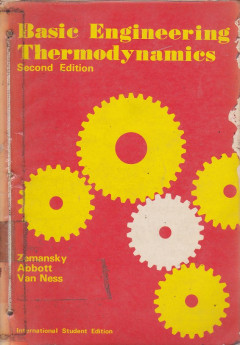 Basic Engineering
Thermodynamics
Second Edition
Zemansky
Abbott
Van Ness
International Student Edition